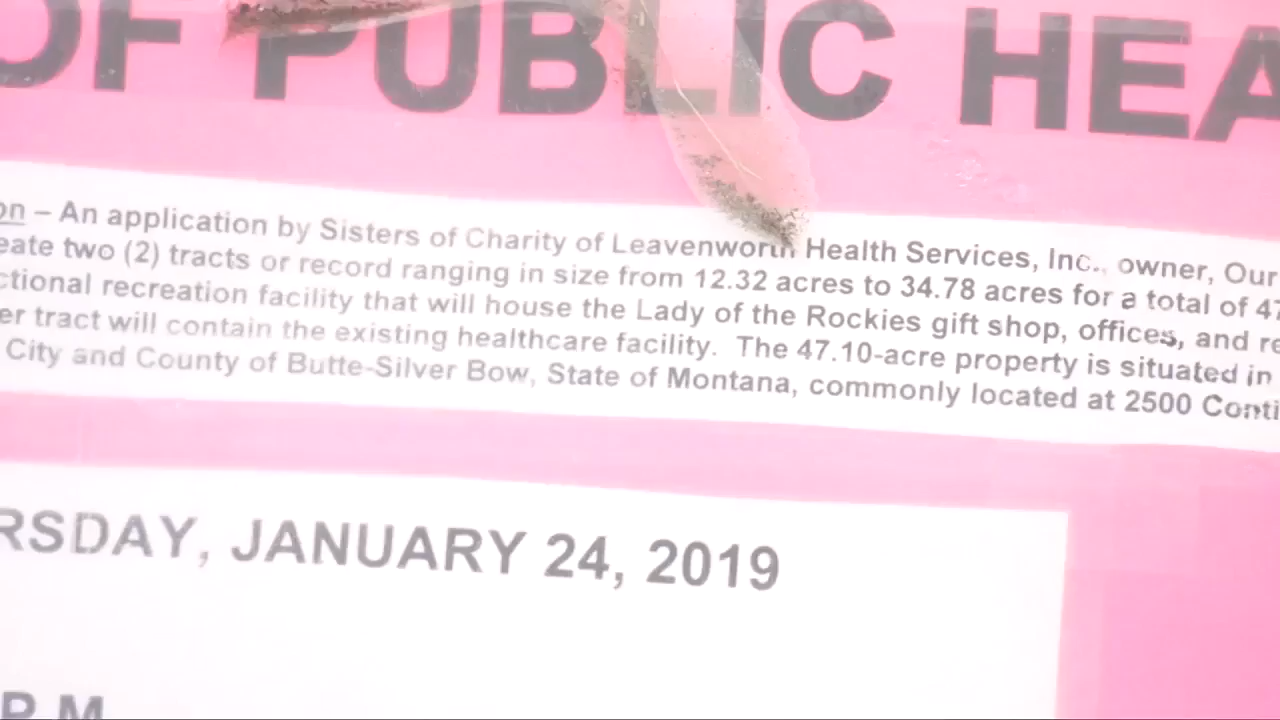 OF PUBLIC HEA
on – An application by Sisters of Charity of Leavenworth Health Services, Inc., owner, Our
eate two (2) tracts or record ranging in size from 12.32 acres to 34.78 acres for a total of 47
ctional recreation facility that will house the Lady of the Rockies gift shop, offices, and re
er tract will contain the existing healthcare facility. The 47.10-acre property is situated in
City and County of Butte-Silver Bow, State of Montana, commonly located at 2500 Conti
RSDAY, JANUARY 24, 2019
P.M.